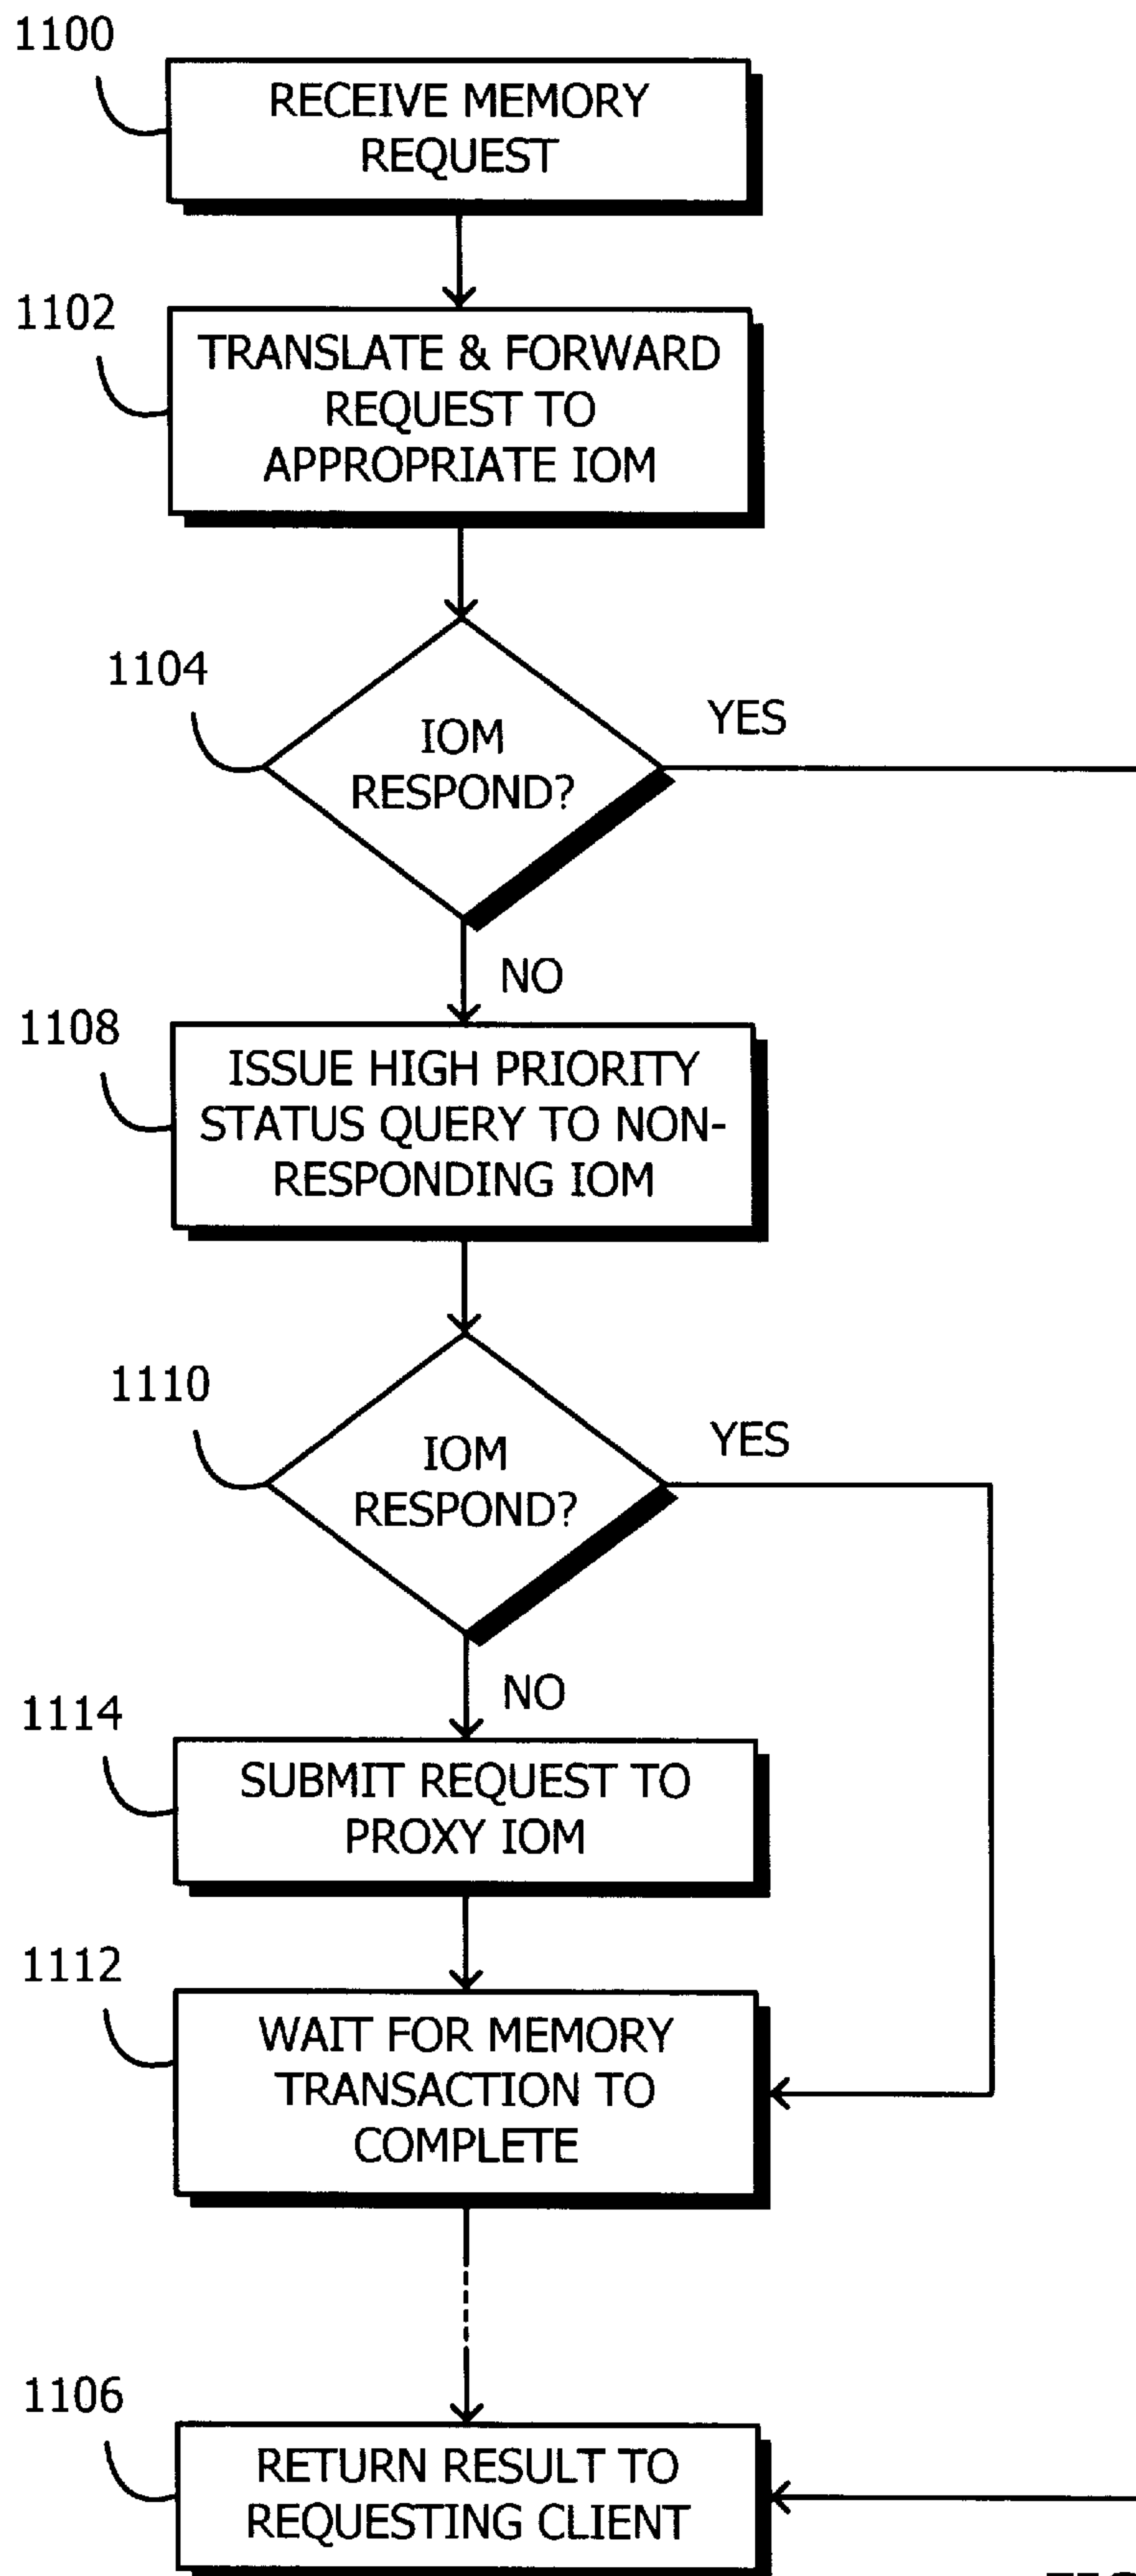 1100
RECEIVE MEMORY
REQUEST
1102
TRANSLATE & FORWARD
REQUEST TO
APPROPRIATE IOM
1104
IOM
RESPOND?
YES
NO
1108
ISSUE HIGH PRIORITY
STATUS QUERY TO NON-
RESPONDING IOM
1110
IOM
RESPOND?
YES
NO
1114
SUBMIT REQUEST TO
PROXY IOM
1112
WAIT FOR MEMORY
TRANSACTION TO
COMPLETE
1106
RETURN RESULT TO
REQUESTING CLIENT